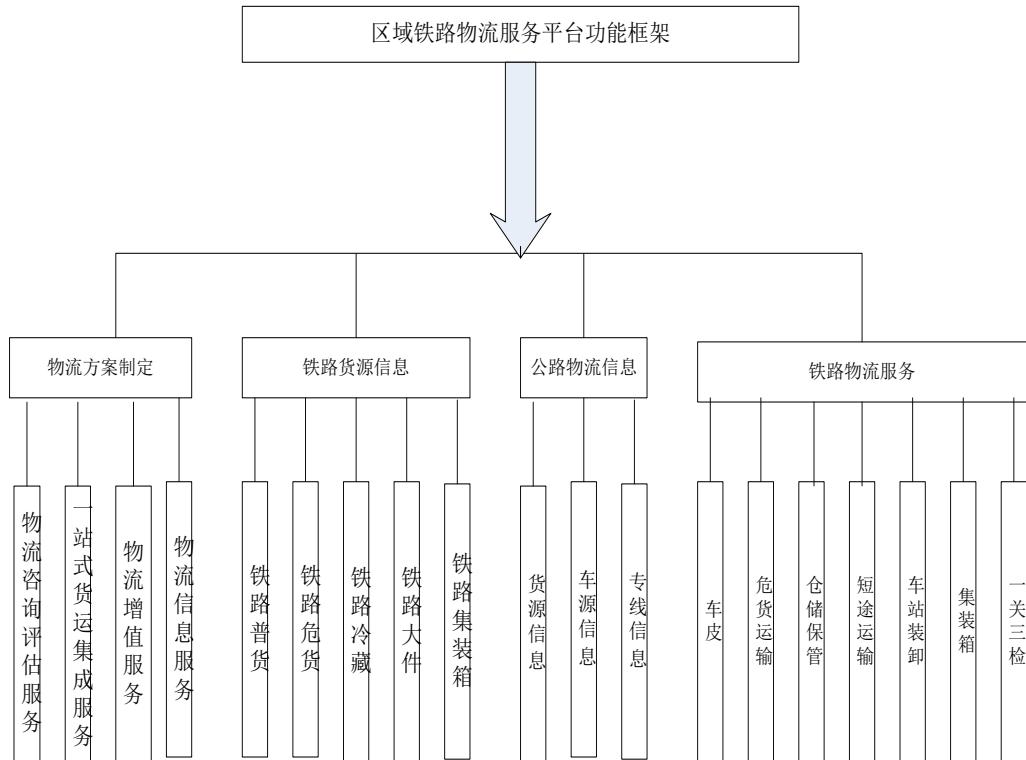 区域铁路物流服务平台功能框架
物流方案制定
铁路货源信息
公路物流信息
铁路物流服务
物流咨询评估服务
一站式货运集成服务
物流增值服务
物流信息服务
铁路普货
铁路危货
铁路冷藏
铁路大件
铁路集装箱
货源信息
车源信息
专线信息
车皮
危货运输
仓储保管
短途运输
车站装卸
集装箱
一关三检